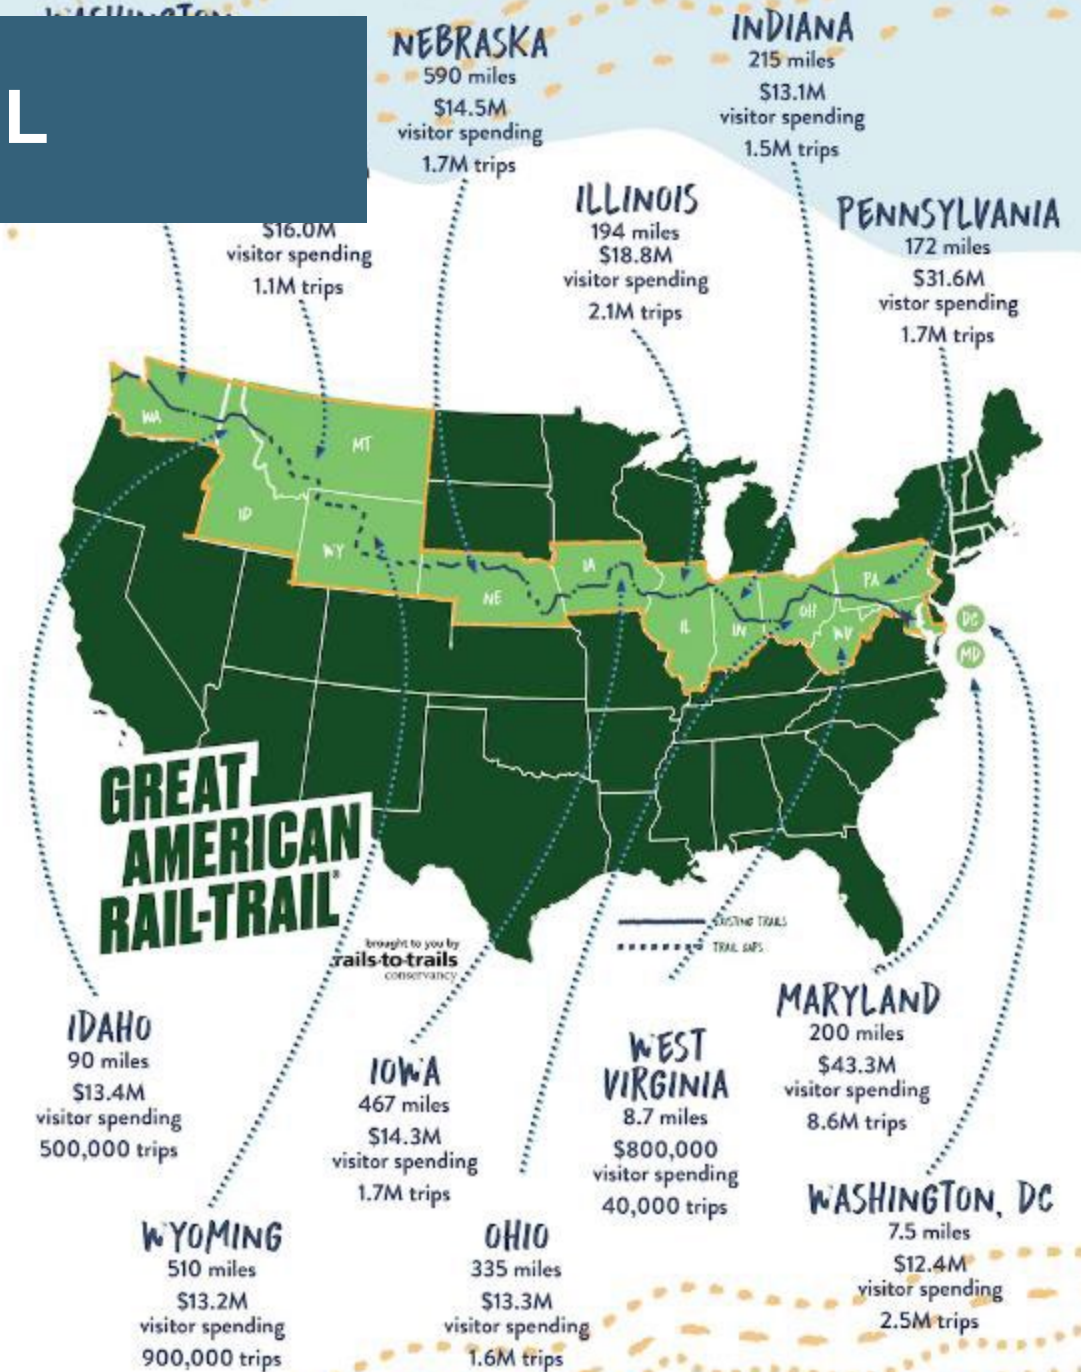 L
NEBRASKA
590 miles
$14.5M
visitor spending
1.7M trips
INDIANA
215 miles
$13.1M
visitor spending
1.5M trips
$16.0M
visitor spending
1.1M trips
ILLINOIS
194 miles
$18.8M
visitor spending
2.1M trips
PENNSYLVANIA
172 miles
$31.6M
vistor spending
1.7M trips
WA
MT
ID
WY
NE
IA
IL
IN
OH
WV
PA
DC
MD
GREAT
AMERICAN
RAIL-TRAIL®
brought to you by
rails-to-trails
conservancy
EXISTING TRAILS
TRAIL GAPS
IDAHO
90 miles
$13.4M
visitor spending
500,000 trips
WYOMING
510 miles
$13.2M
visitor spending
900,000 trips
IOWA
467 miles
$14.3M
visitor spending
1.7M trips
OHIO
335 miles
$13.3M
visitor spending
1.6M trips
WEST
VIRGINIA
8.7 miles
$800,000
visitor spending
40,000 trips
MARYLAND
200 miles
$43.3M
visitor spending
8.6M trips
WASHINGTON, DC
7.5 miles
$12.4M
visitor spending
2.5M trips